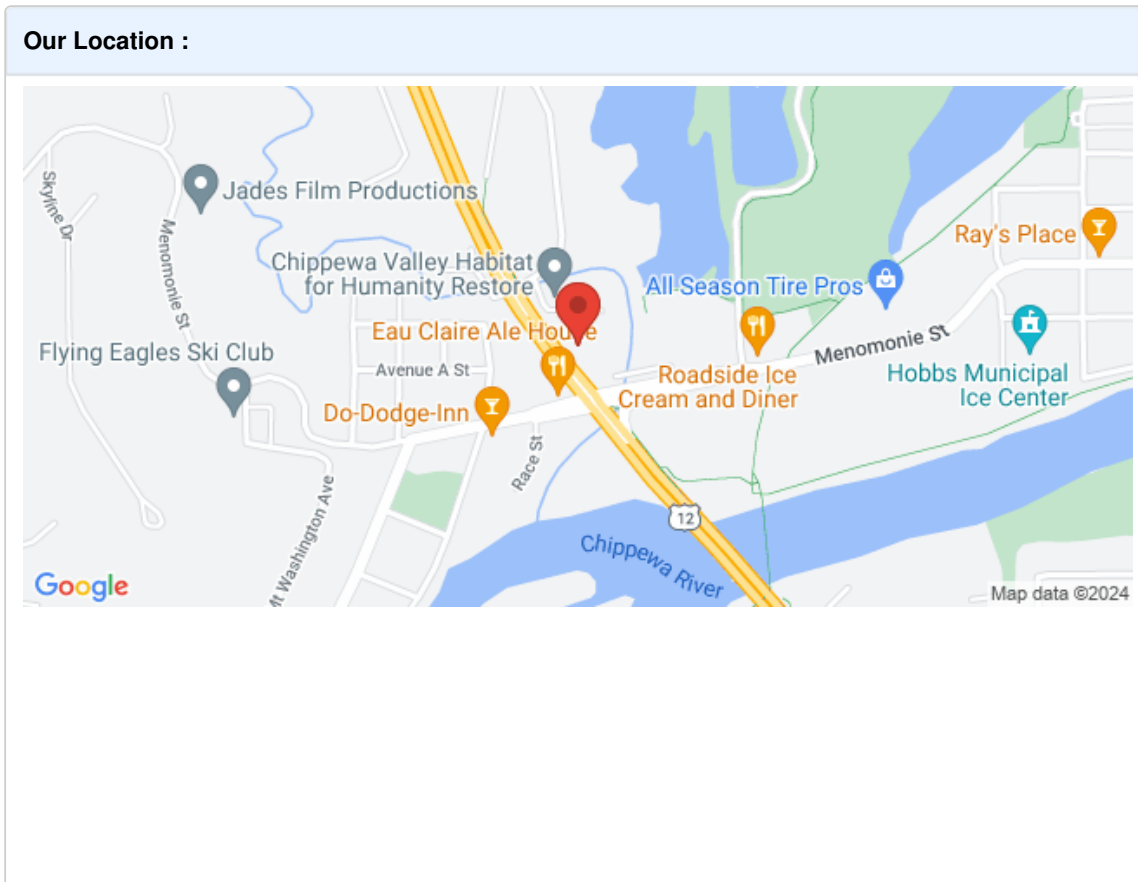 Our Location :
Skyline Dr
Jades Film Productions
Menomonie St
Ray's Place
Chippewa Valley Habitat
for Humanity Restore
All Season Tire Pros
Eau Claire Ale House
Menomonie St
Flying Eagles Ski Club
Avenue A St
Roadside Ice
Cream and Diner
Hobbs Municipal
Ice Center
Do-Dodge-Inn
Race St
Mt Washington Ave
12
Chippewa River
Google
Map data ©2024